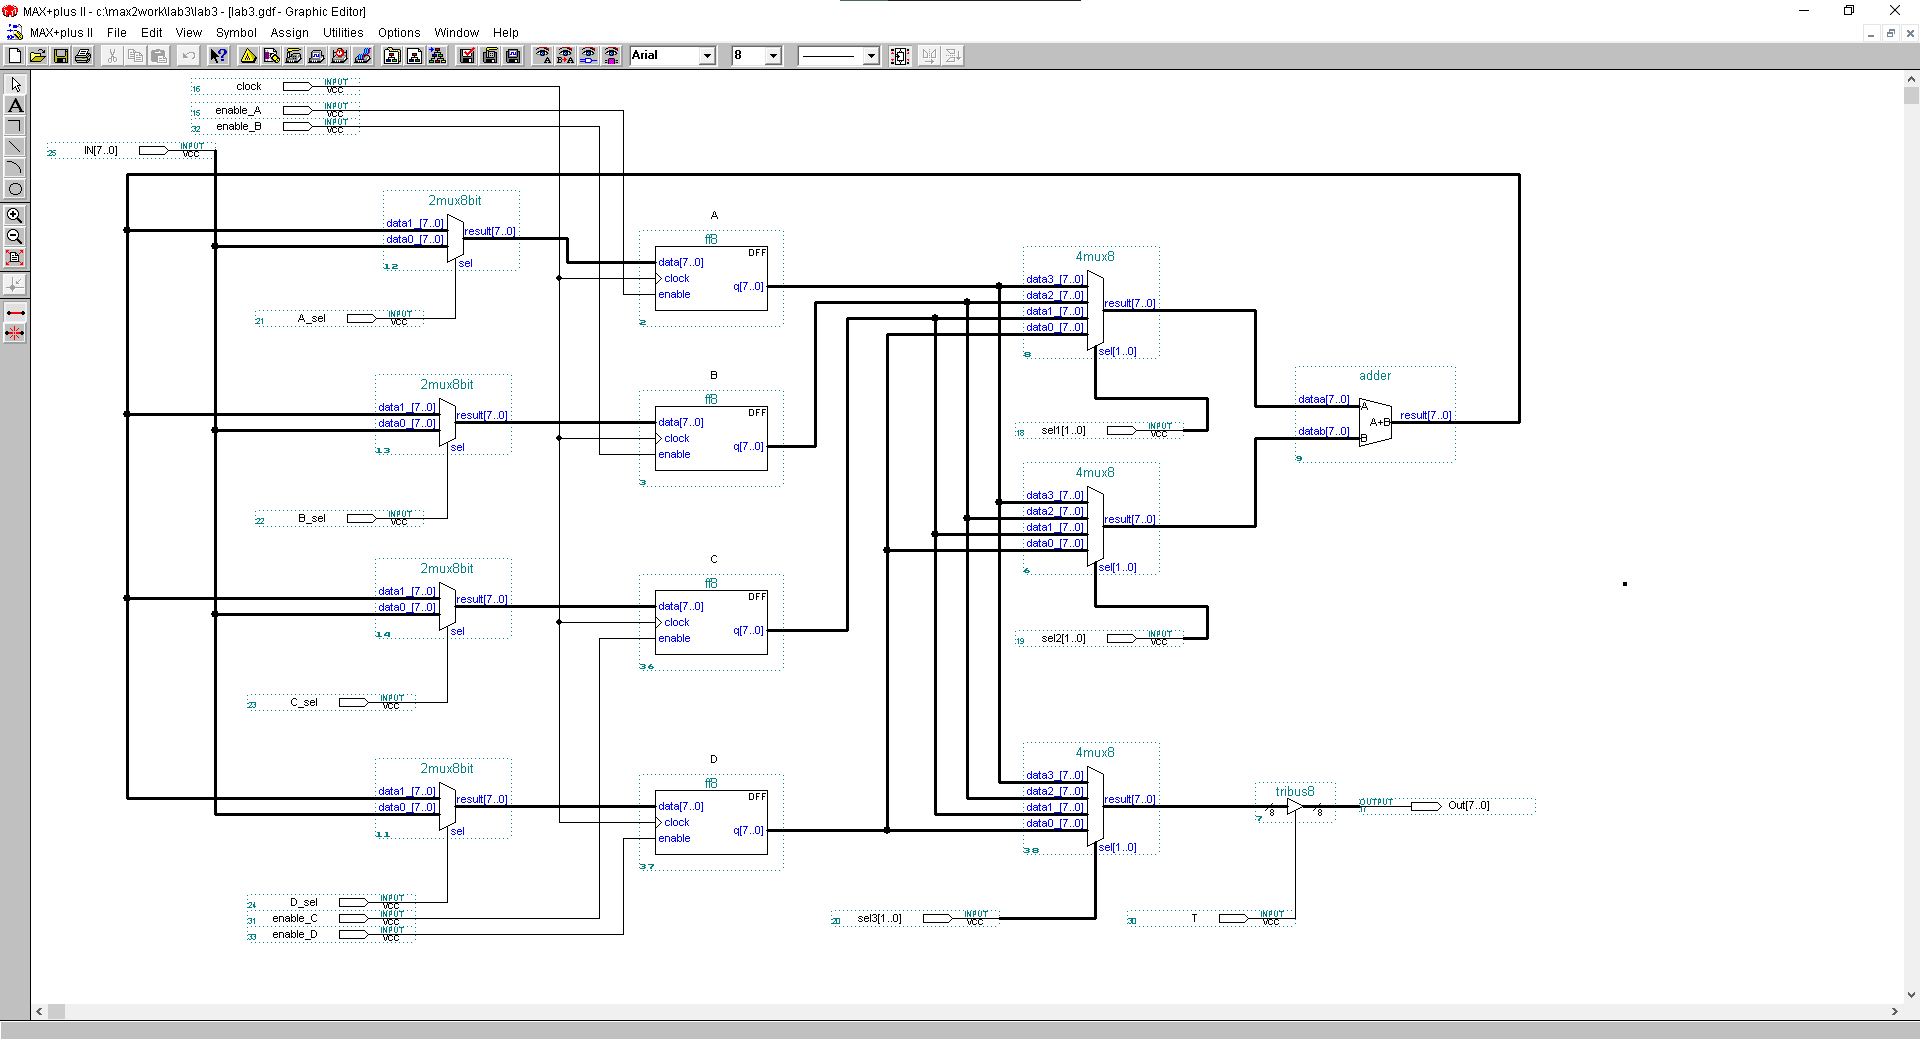 MAX+plus II - c:\max2work\lab3\lab3 - [lab3.gdf - Graphic Editor]
MAX+plus II File Edit View Symbol Assign Utilities Options Window Help
Arial 8
16 clock INPUT VCC
15 enable_A INPUT VCC
32 enable_B INPUT VCC
25 IN[7..0] INPUT VCC
2mux8bit
data1_[7..0]
data0_[7..0]
result[7..0]
sel
12
21 A_sel INPUT VCC
A
ff8
DFF
data[7..0]
clock
enable
q[7..0]
2
2mux8bit
data1_[7..0]
data0_[7..0]
result[7..0]
sel
13
22 B_sel INPUT VCC
B
ff8
DFF
data[7..0]
clock
enable
q[7..0]
3
2mux8bit
data1_[7..0]
data0_[7..0]
result[7..0]
sel
14
23 C_sel INPUT VCC
C
ff8
DFF
data[7..0]
clock
enable
q[7..0]
36
2mux8bit
data1_[7..0]
data0_[7..0]
result[7..0]
sel
11
24 D_sel INPUT VCC
31 enable_C INPUT VCC
33 enable_D INPUT VCC
D
ff8
DFF
data[7..0]
clock
enable
q[7..0]
37
4mux8
data3_[7..0]
data2_[7..0]
data1_[7..0]
data0_[7..0]
result[7..0]
sel[1..0]
8
18 sel1[1..0] INPUT VCC
4mux8
data3_[7..0]
data2_[7..0]
data1_[7..0]
data0_[7..0]
result[7..0]
sel[1..0]
6
19 sel2[1..0] INPUT VCC
adder
dataa[7..0]
A
A+B
result[7..0]
datab[7..0]
B
9
4mux8
data3_[7..0]
data2_[7..0]
data1_[7..0]
data0_[7..0]
result[7..0]
sel[1..0]
38
20 sel3[1..0] INPUT VCC
tribus8
8 8
7
OUTPUT Out[7..0]
30 T INPUT VCC